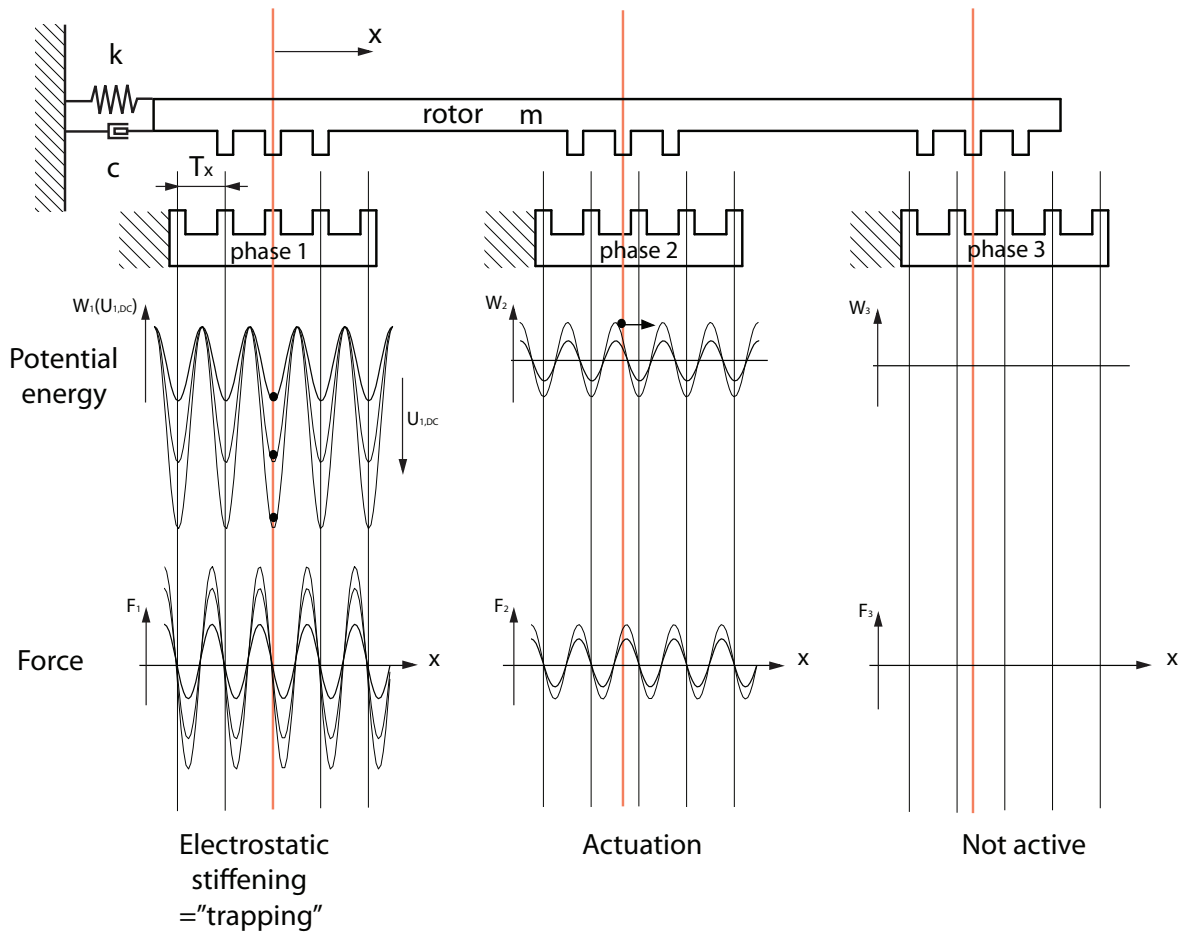 k
x
rotor m
c
Tx
phase 1
phase 2
phase 3
W1(U1,DC)
W2
W3
Potential
energy
U1,DC
F1
F2
F3
Force
x
x
x
Electrostatic
stiffening
="trapping"
Actuation
Not active